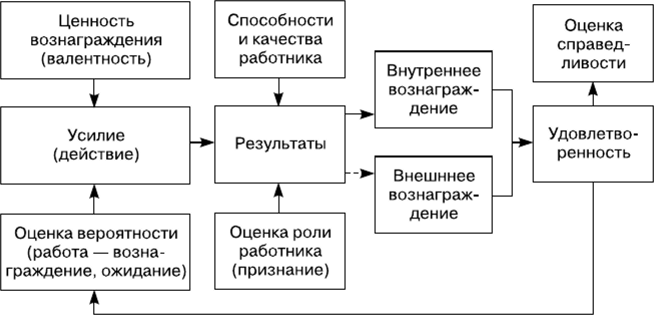 Ценность
вознаграждения
(валентность)
Способности
и качества
работника
Оценка
справед-
ливости
Внутреннее
вознаграж-
дение
Усилие
(действие)
Результаты
Удовлетво-
ренность
Внешннее
вознаграж-
дение
Оценка вероятности
(работа — возна-
граждение, ожидание)
Оценка роли
работника
(признание)